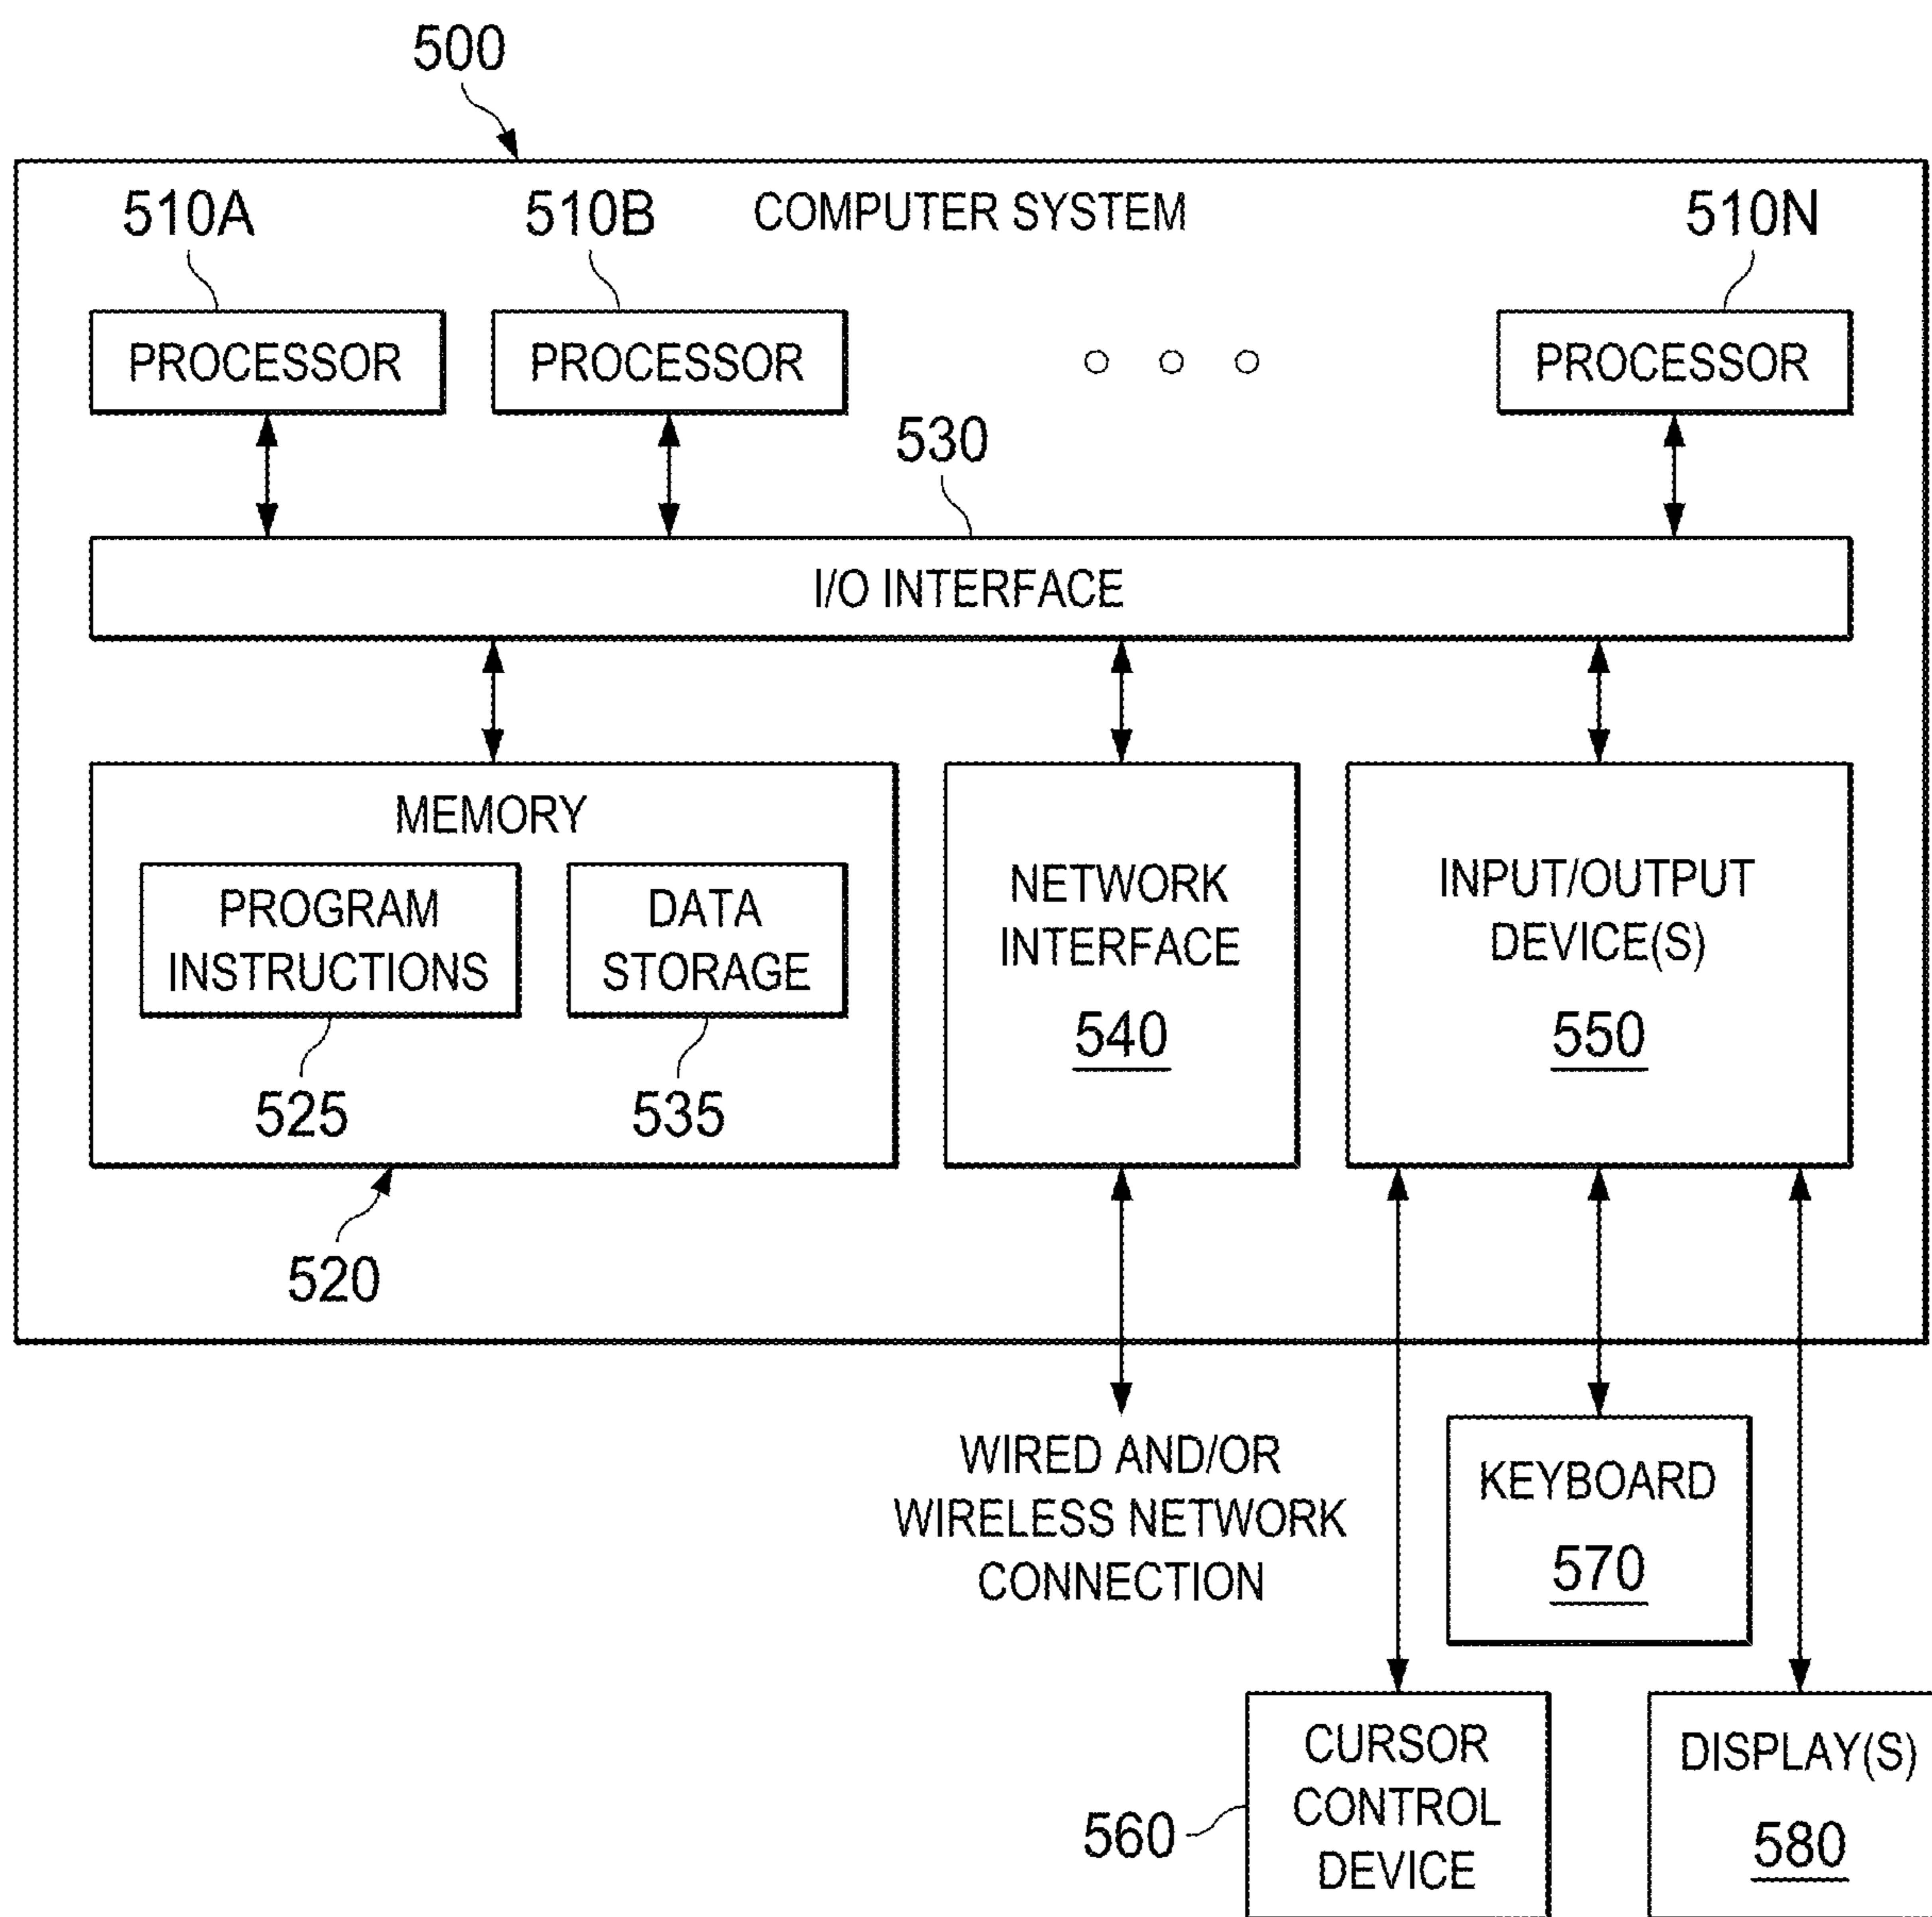 500
510A
510B
COMPUTER SYSTEM
510N
PROCESSOR
PROCESSOR
PROCESSOR
530
I/O INTERFACE
MEMORY
PROGRAM
INSTRUCTIONS
DATA
STORAGE
525
535
520
NETWORK
INTERFACE
540
INPUT/OUTPUT
DEVICE(S)
550
WIRED AND/OR
WIRELESS NETWORK
CONNECTION
KEYBOARD
570
560
CURSOR
CONTROL
DEVICE
DISPLAY(S)
580